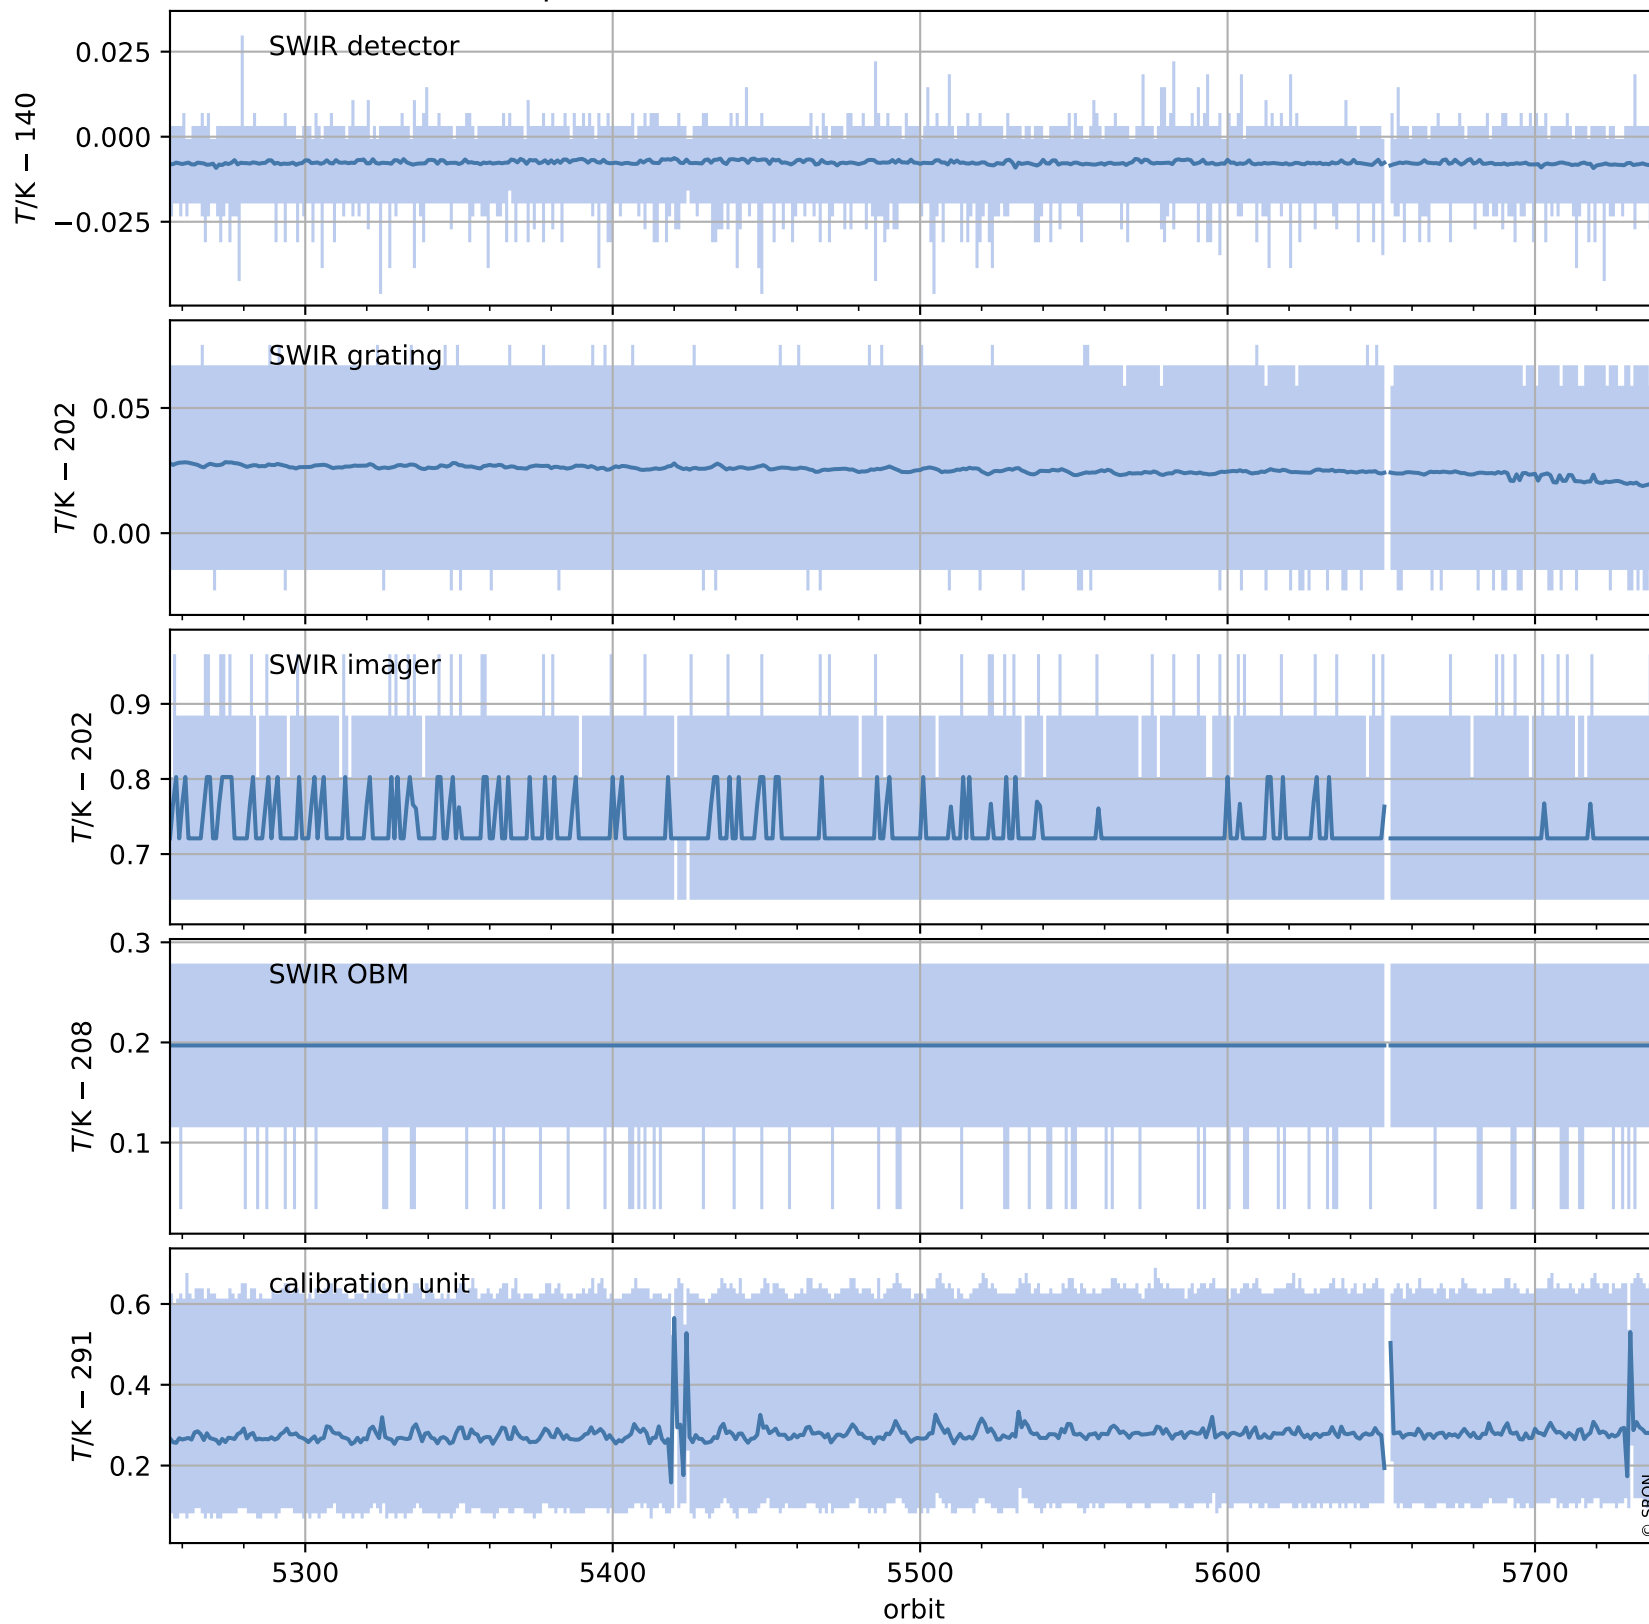 SWIR detector
0.025
0.000
−0.025
T/K − 140
SWIR grating
0.05
0.00
T/K − 202
SWIR imager
0.9
0.8
0.7
T/K − 202
SWIR OBM
0.3
0.2
0.1
T/K − 208
calibration unit
0.6
0.4
0.2
T/K − 291
5300 5400 5500 5600 5700
orbit
© SRON